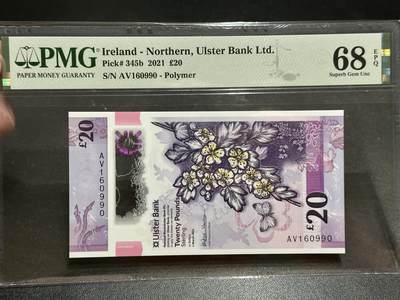 PMG
PAPER MONEY GUARANTY
Ireland - Northern, Ulster Bank Ltd.
Pick# 345b 2021 £20
S/N AV160990 - Polymer
68 EPQ
Superb Gem Unc
£20
AV160990
Ulster Bank
Twenty Pounds
Sterling
£20
AV160990